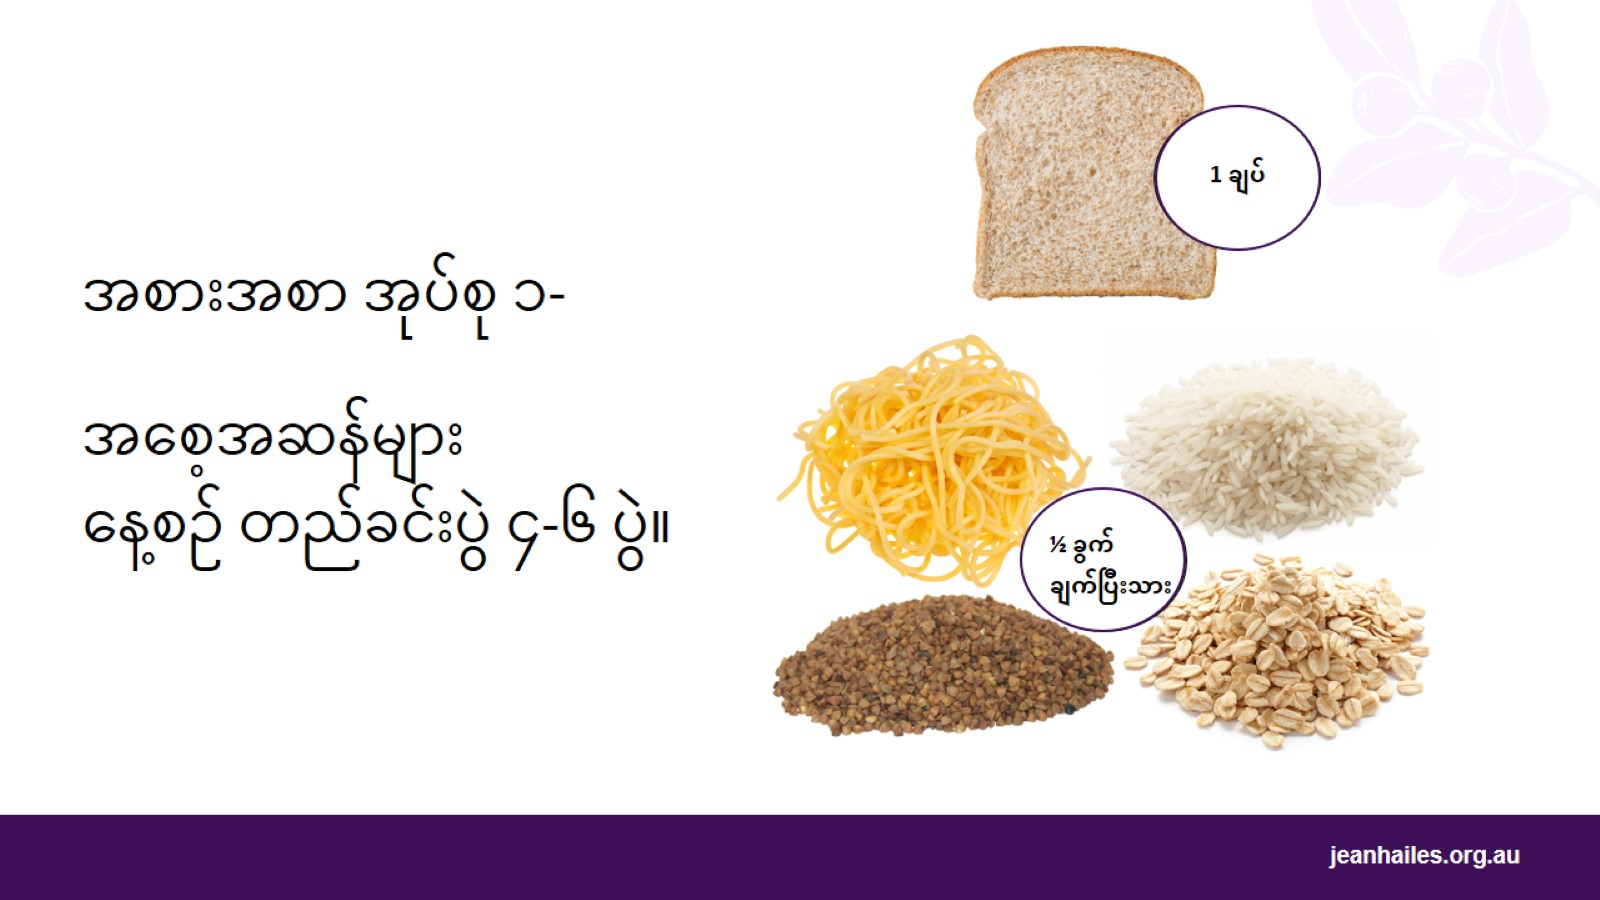 အစားအစာ အုပ်စု ၁-
အစေ့အဆန်များ
နေ့စဉ် တည်ခင်းပွဲ ၄-၆ ပွဲ။
1 ချပ်
½ ခွက်
ချက်ပြီးသား
jeanhailes.org.au